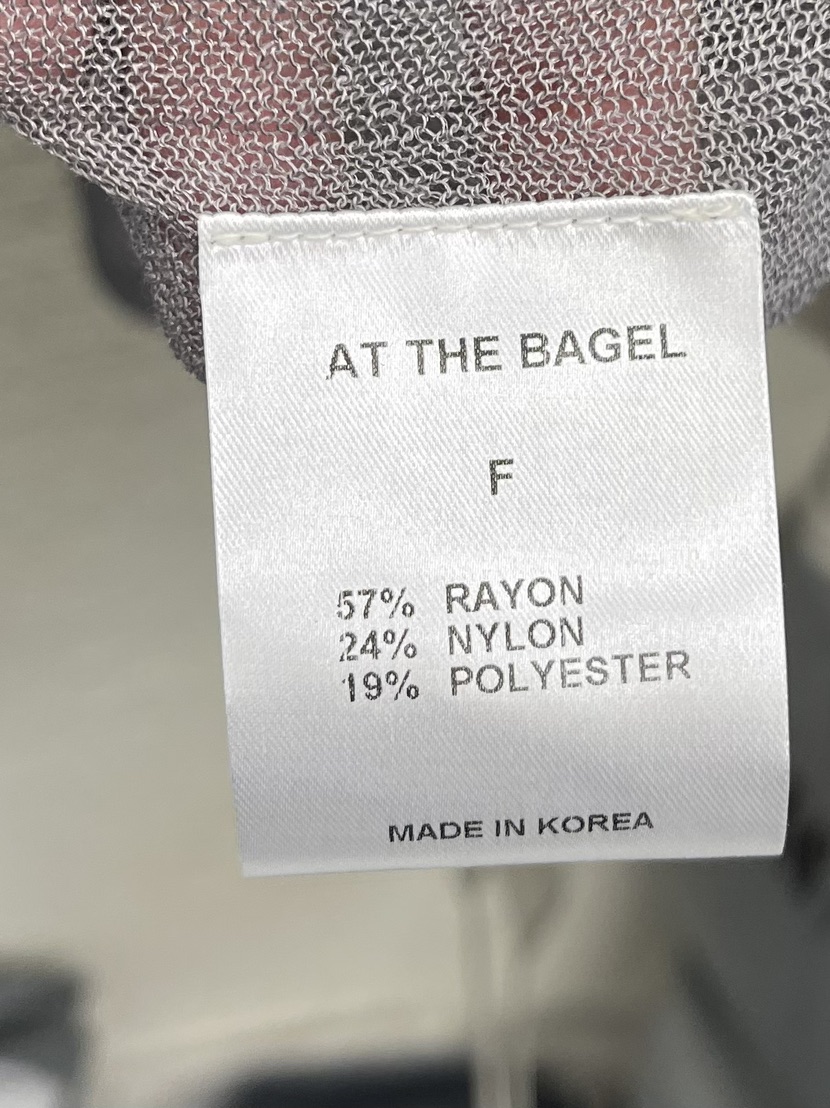 AT THE BAGEL
F
57% RAYON
24% NYLON
19% POLYESTER
MADE IN KOREA